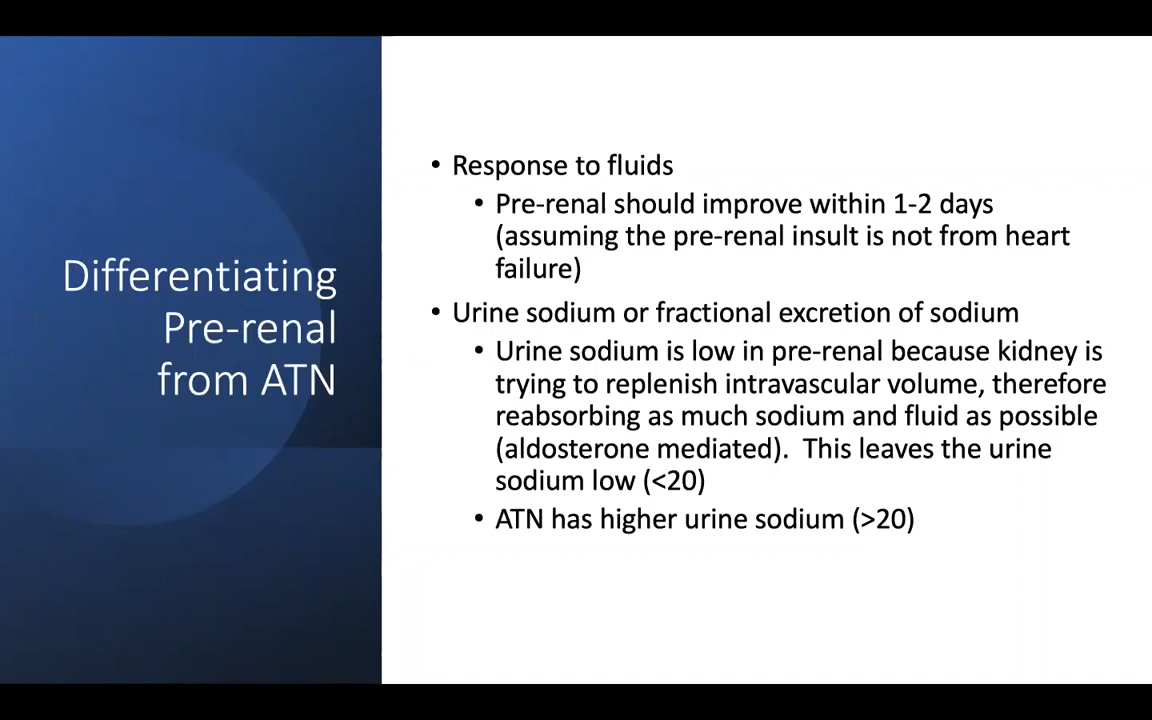 Differentiating
Pre-renal
from ATN
• Response to fluids
• Pre-renal should improve within 1-2 days
(assuming the pre-renal insult is not from heart
failure)
• Urine sodium or fractional excretion of sodium
• Urine sodium is low in pre-renal because kidney is
trying to replenish intravascular volume, therefore
reabsorbing as much sodium and fluid as possible
(aldosterone mediated).  This leaves the urine
sodium low (<20)
• ATN has higher urine sodium (>20)